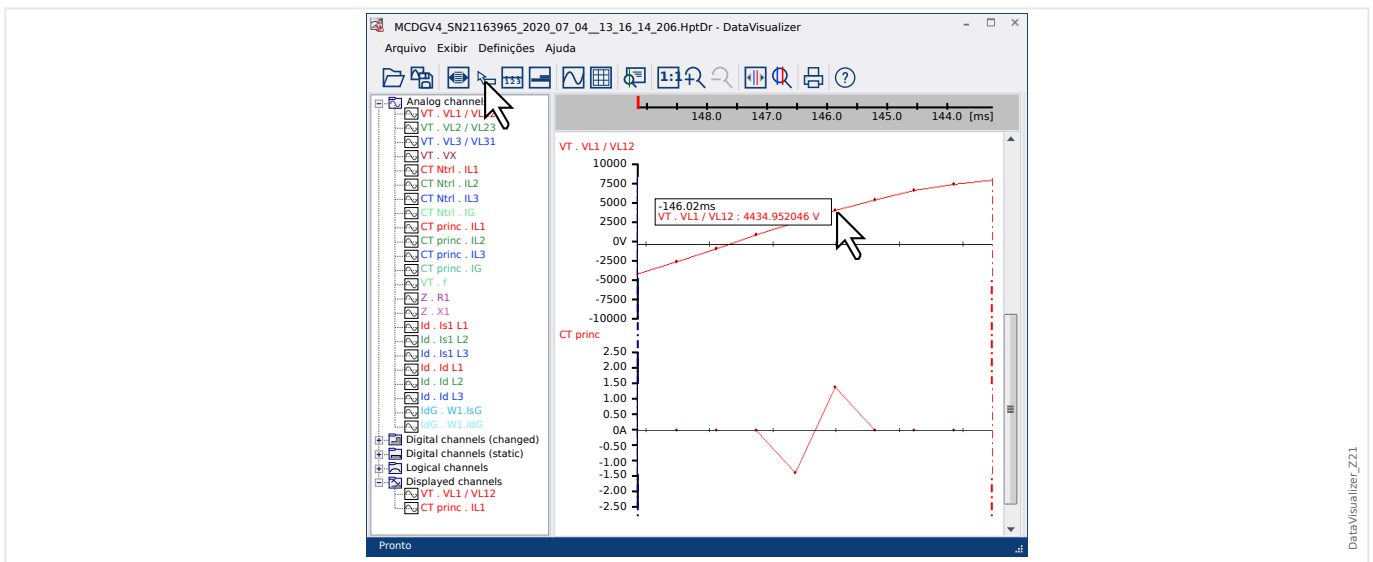 MCDGV4_SN21163965_2020_07_04__13_16_14_206.HptDr - DataVisualizer
Arquivo Exibir Definições Ajuda
1 2 3
1:1
Analog channel
VT . VL1 / VL
VT . VL2 / VL23
VT . VL3 / VL31
VT . VX
CT Ntrl . IL1
CT Ntrl . IL2
CT Ntrl . IL3
CT Ntrl . IG
CT princ . IL1
CT princ . IL2
CT princ . IL3
CT princ . IG
VT . f
Z . R1
Z . X1
Id . Is1 L1
Id . Is1 L2
Id . Is1 L3
Id . Id L1
Id . Id L2
Id . Id L3
IdG . W1.IsG
IdG . W1.IdG
Digital channels (changed)
Digital channels (static)
Logical channels
Displayed channels
VT . VL1 / VL12
CT princ . IL1
148.0 147.0 146.0 145.0 144.0 [ms]
VT . VL1 / VL12
10000
7500
5000
2500
0V
-2500
-5000
-7500
-10000
-146.02ms
VT . VL1 / VL12 : 4434.952046 V
CT princ
2.50
2.00
1.50
1.00
0.50
0A
-0.50
-1.00
-1.50
-2.00
-2.50
Pronto
DataVisualizer_Z21